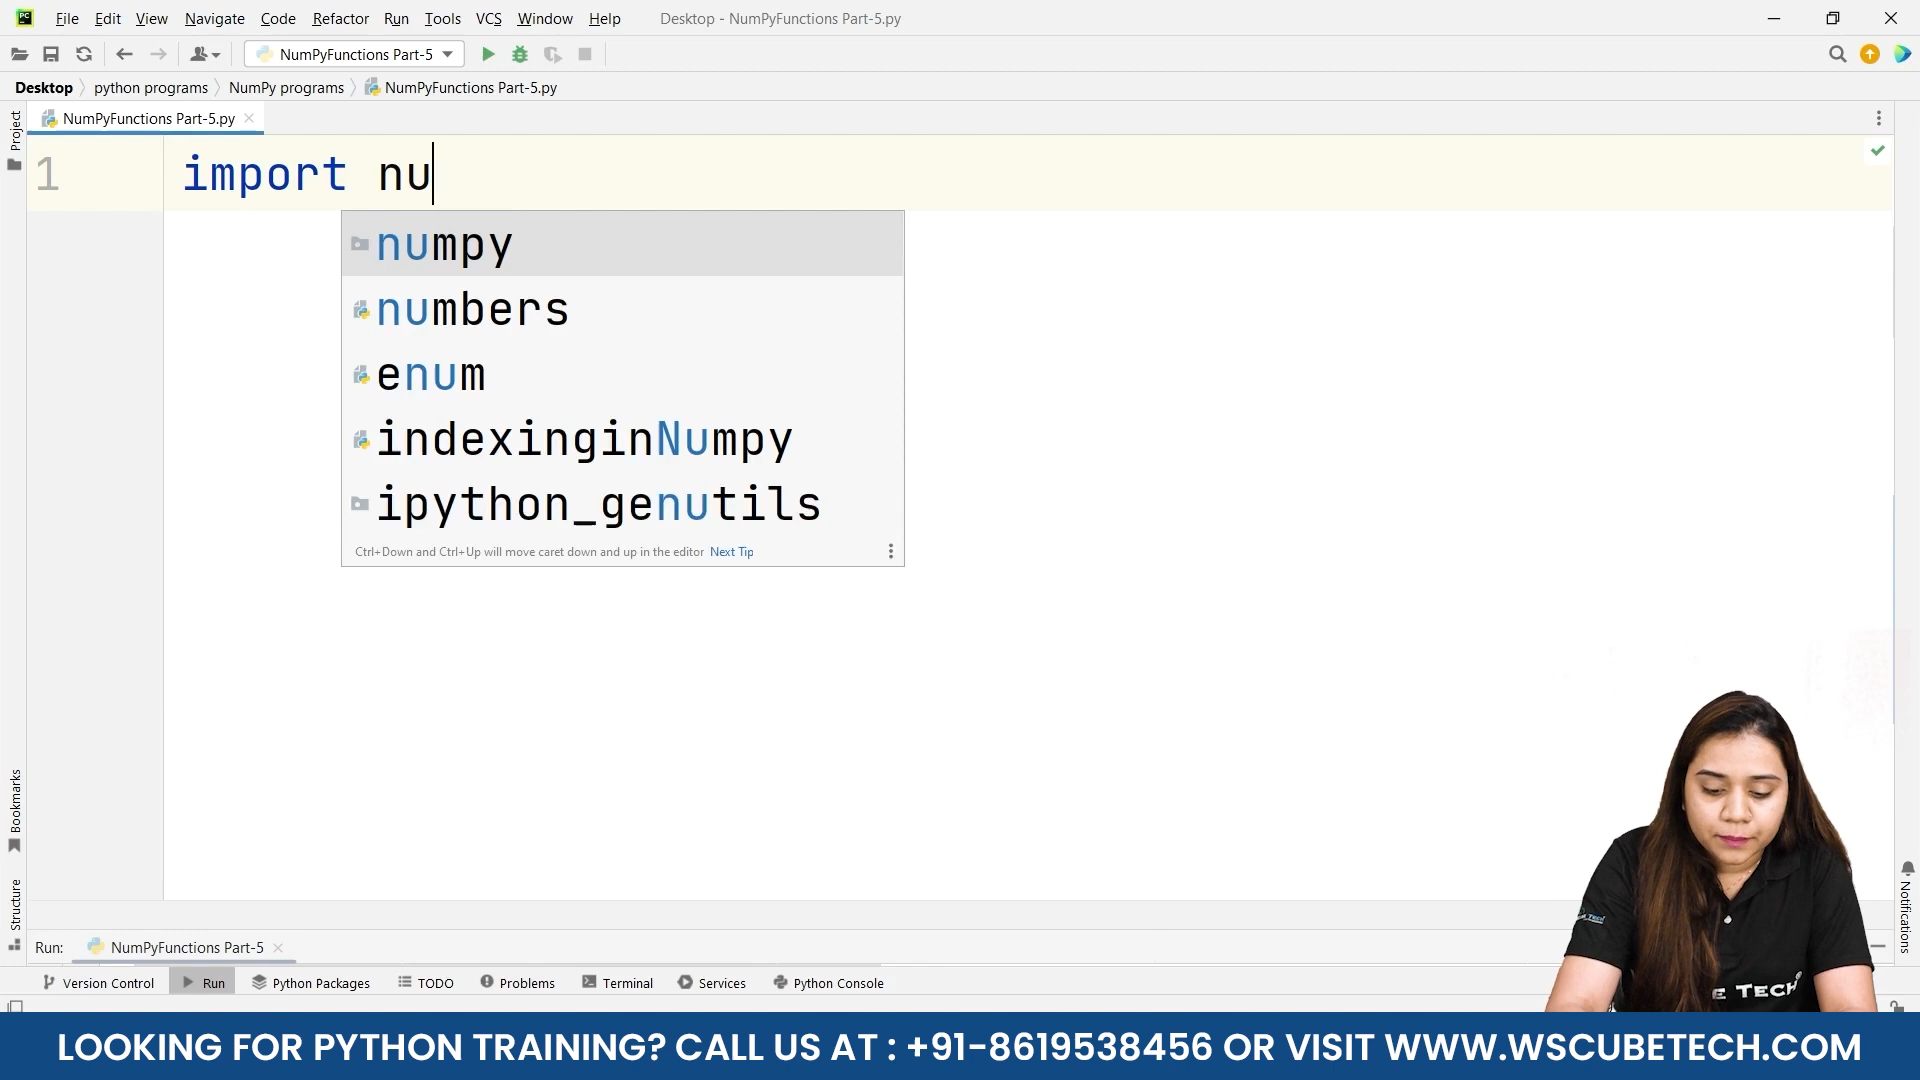 File Edit View Navigate Code Refactor Run Tools VCS Window Help Desktop - NumPyFunctions Part-5.py
NumPyFunctions Part-5
Desktop python programs NumPy programs NumPyFunctions Part-5.py
Project
NumPyFunctions Part-5.py
1 import nu
numpy
numbers
enum
indexinginNumpy
ipython_genutils
Ctrl+Down and Ctrl+Up will move caret down and up in the editor Next Tip
Bookmarks
Structure
Notifications
Run: NumPyFunctions Part-5
Version Control Run Python Packages TODO Problems Terminal Services Python Console
E TECH
LOOKING FOR PYTHON TRAINING? CALL US AT : +91-8619538456 OR VISIT WWW.WSCUBETECH.COM